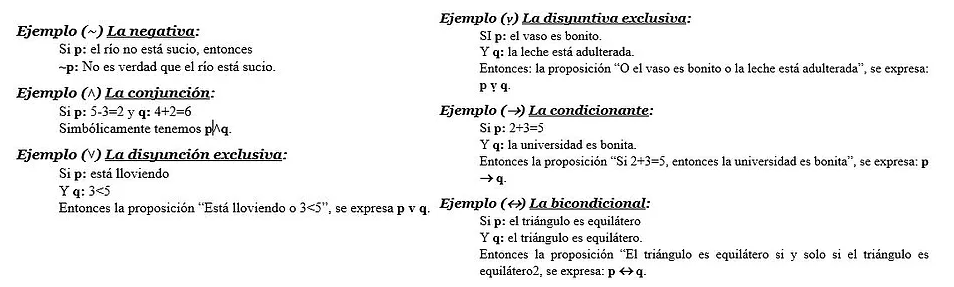 Ejemplo (~) La negativa:
Si p: el río no está sucio, entonces
~p: No es verdad que el río está sucio.
Ejemplo (^) La conjunción:
Si p: 5-3=2 y q: 4+2=6
Simbólicamente tenemos p^q.
Ejemplo (v) La disyunción exclusiva:
Si p: está lloviendo
Y q: 3<5
Entonces la proposición “Está lloviendo o 3<5”, se expresa p v q.
Ejemplo (v) La disyuntiva exclusiva:
SI p: el vaso es bonito.
Y q: la leche está adulterada.
Entonces: la proposición “O el vaso es bonito o la leche está adulterada”, se expresa:
p v q.
Ejemplo (→) La condicionante:
Si p: 2+3=5
Y q: la universidad es bonita.
Entonces la proposición “Si 2+3=5, entonces la universidad es bonita”, se expresa: p
→ q.
Ejemplo (↔) La bicondicional:
Si p: el triángulo es equilátero
Y q: el triángulo es equilátero.
Entonces la proposición “El triángulo es equilátero si y solo si el triángulo es
equilátero2, se expresa: p ↔ q.